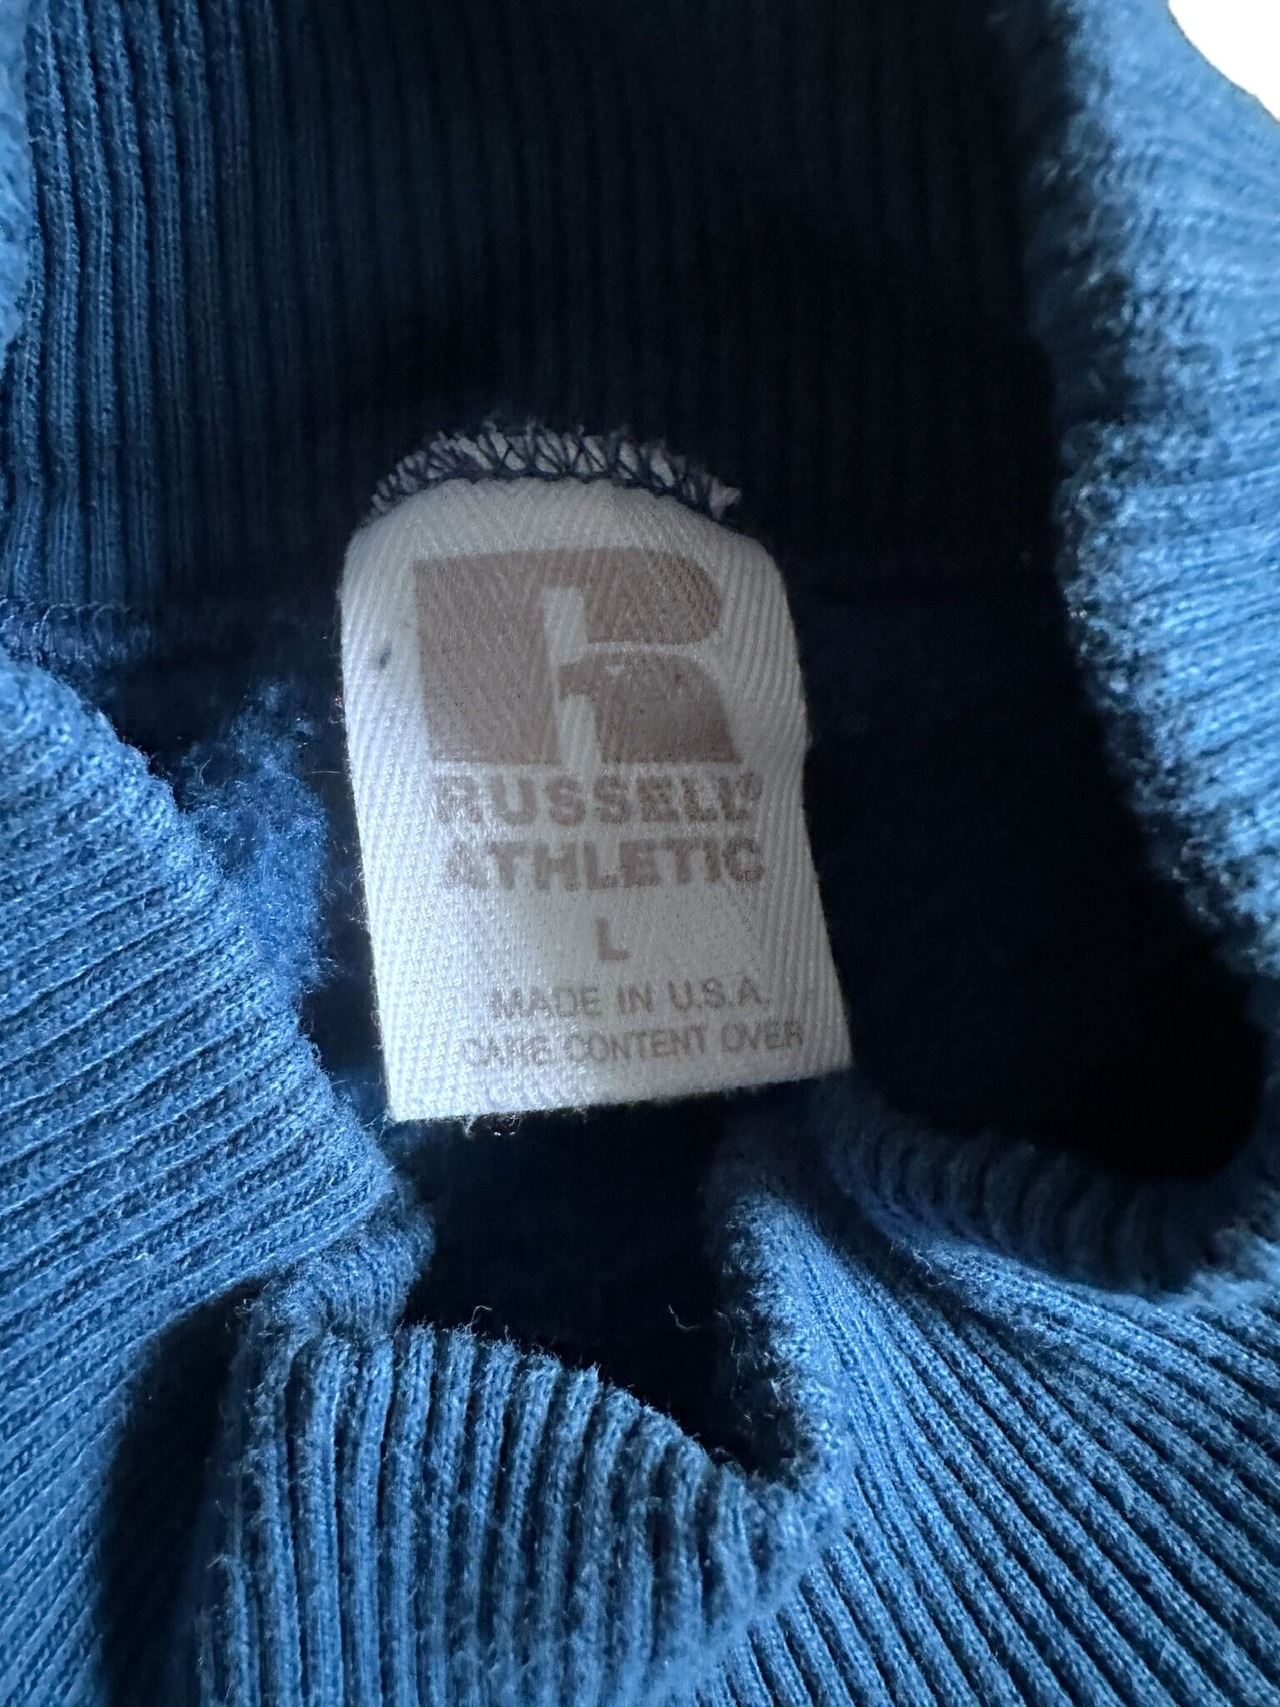 R
RUSSELL®
ATHLETIC
L
MADE IN U.S.A.
CARE CONTENT OVER